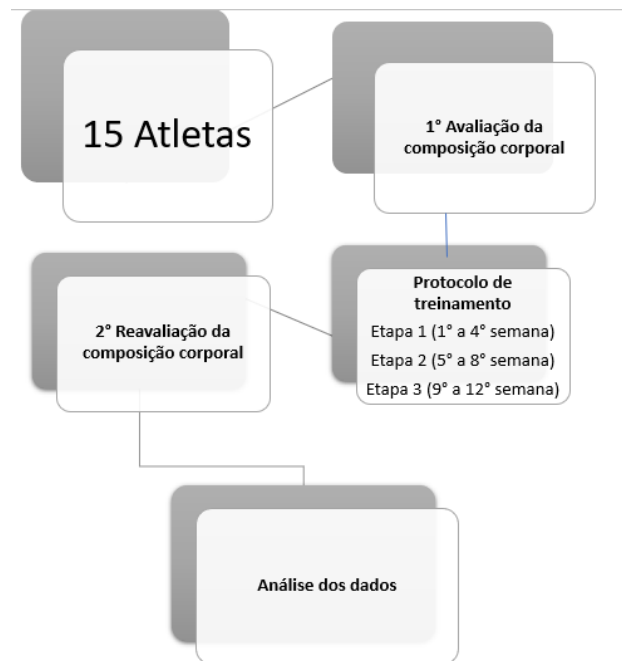 15 Atletas
1° Avaliação da
composição corporal
Protocolo de
treinamento
Etapa 1 (1° a 4° semana)
Etapa 2 (5° a 8° semana)
Etapa 3 (9° a 12° semana)
2° Reavaliação da
composição corporal
Análise dos dados